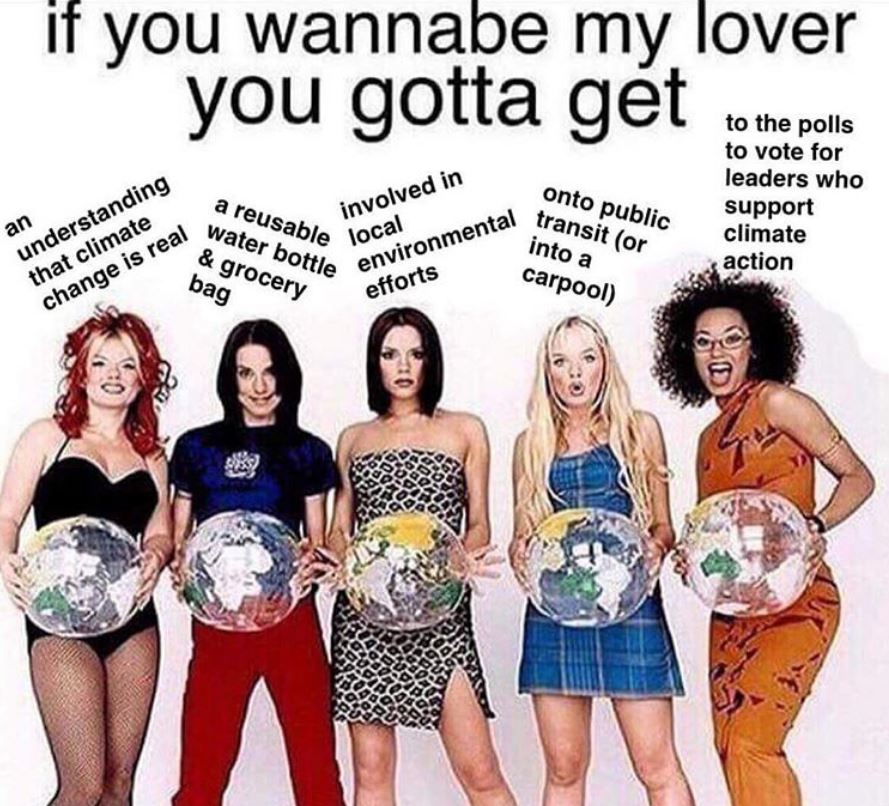 if you wannabe my lover
you gotta get
an
understanding
that climate
change is real
a reusable
water bottle
& grocery
bag
involved in
local
environmental
efforts
onto public
transit (or
into a
carpool)
to the polls
to vote for
leaders who
support
climate
action